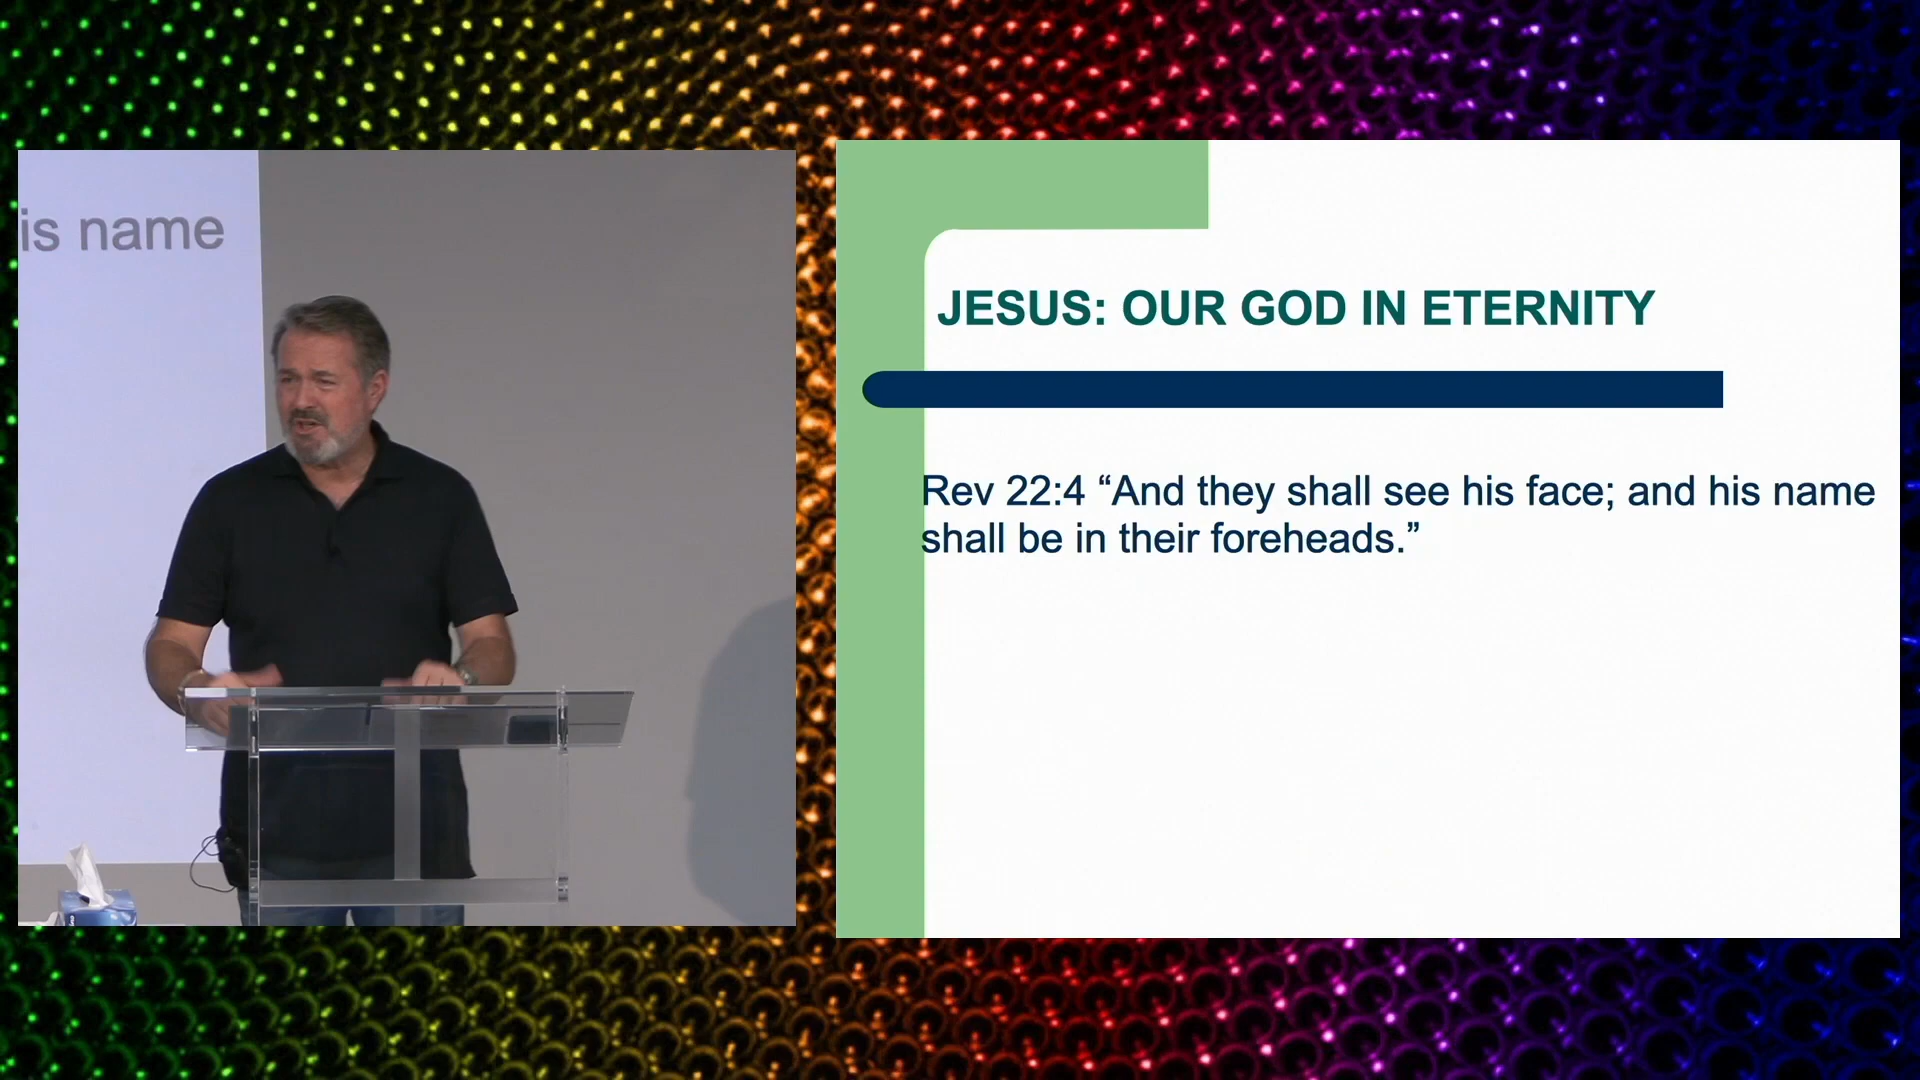 is name
JESUS: OUR GOD IN ETERNITY
Rev 22:4 “And they shall see his face; and his name
shall be in their foreheads.”